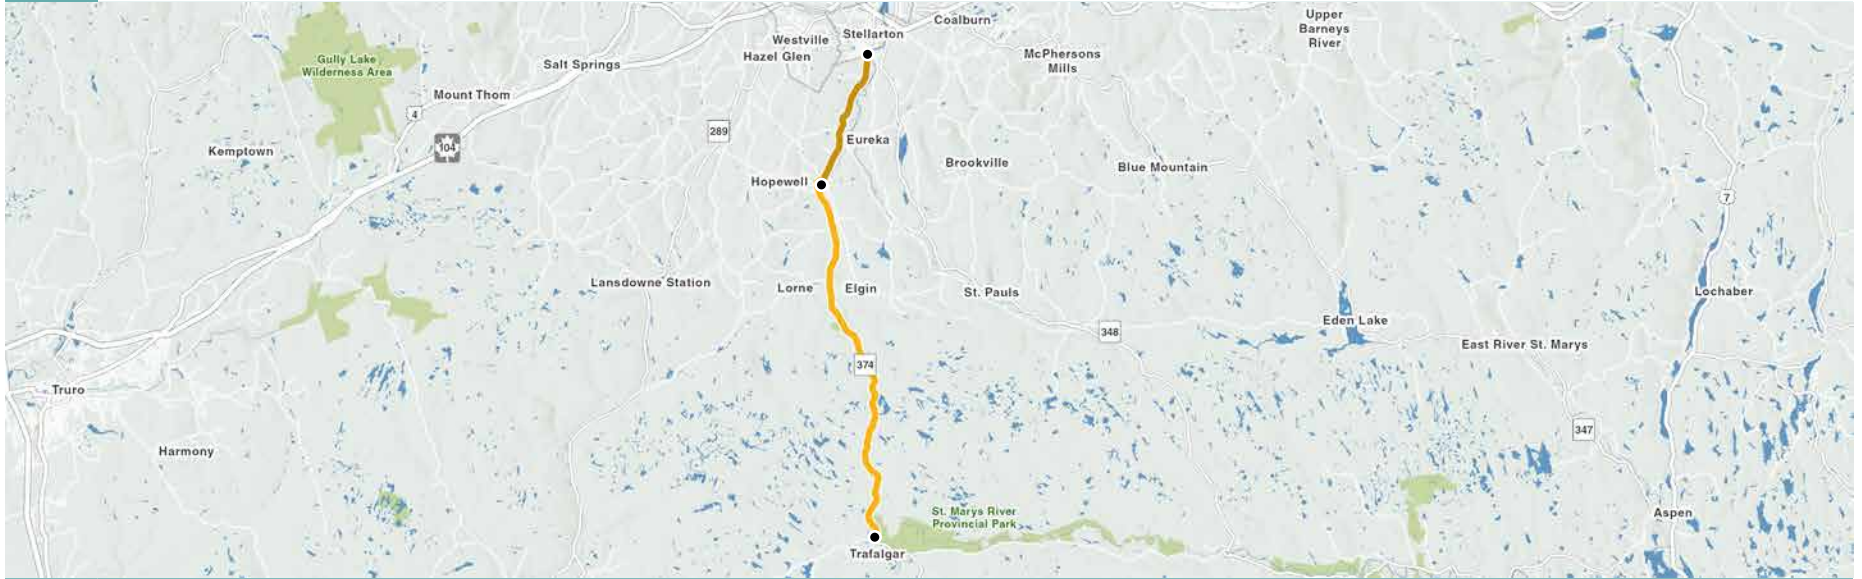 Coalburn
Upper
Barneys
River
Stellarton
Westville
Hazel Glen
McPhersons
Mills
Gully Lake
Wilderness Area
Salt Springs
Mount Thom
4
289
104
Eureka
Kemptown
Brookville
Blue Mountain
Hopewell
7
Lansdowne Station
Lorne
Elgin
St. Pauls
Lochaber
Eden Lake
348
East River St. Marys
374
Truro
347
Harmony
St. Marys River
Provincial Park
Aspen
Trafalgar